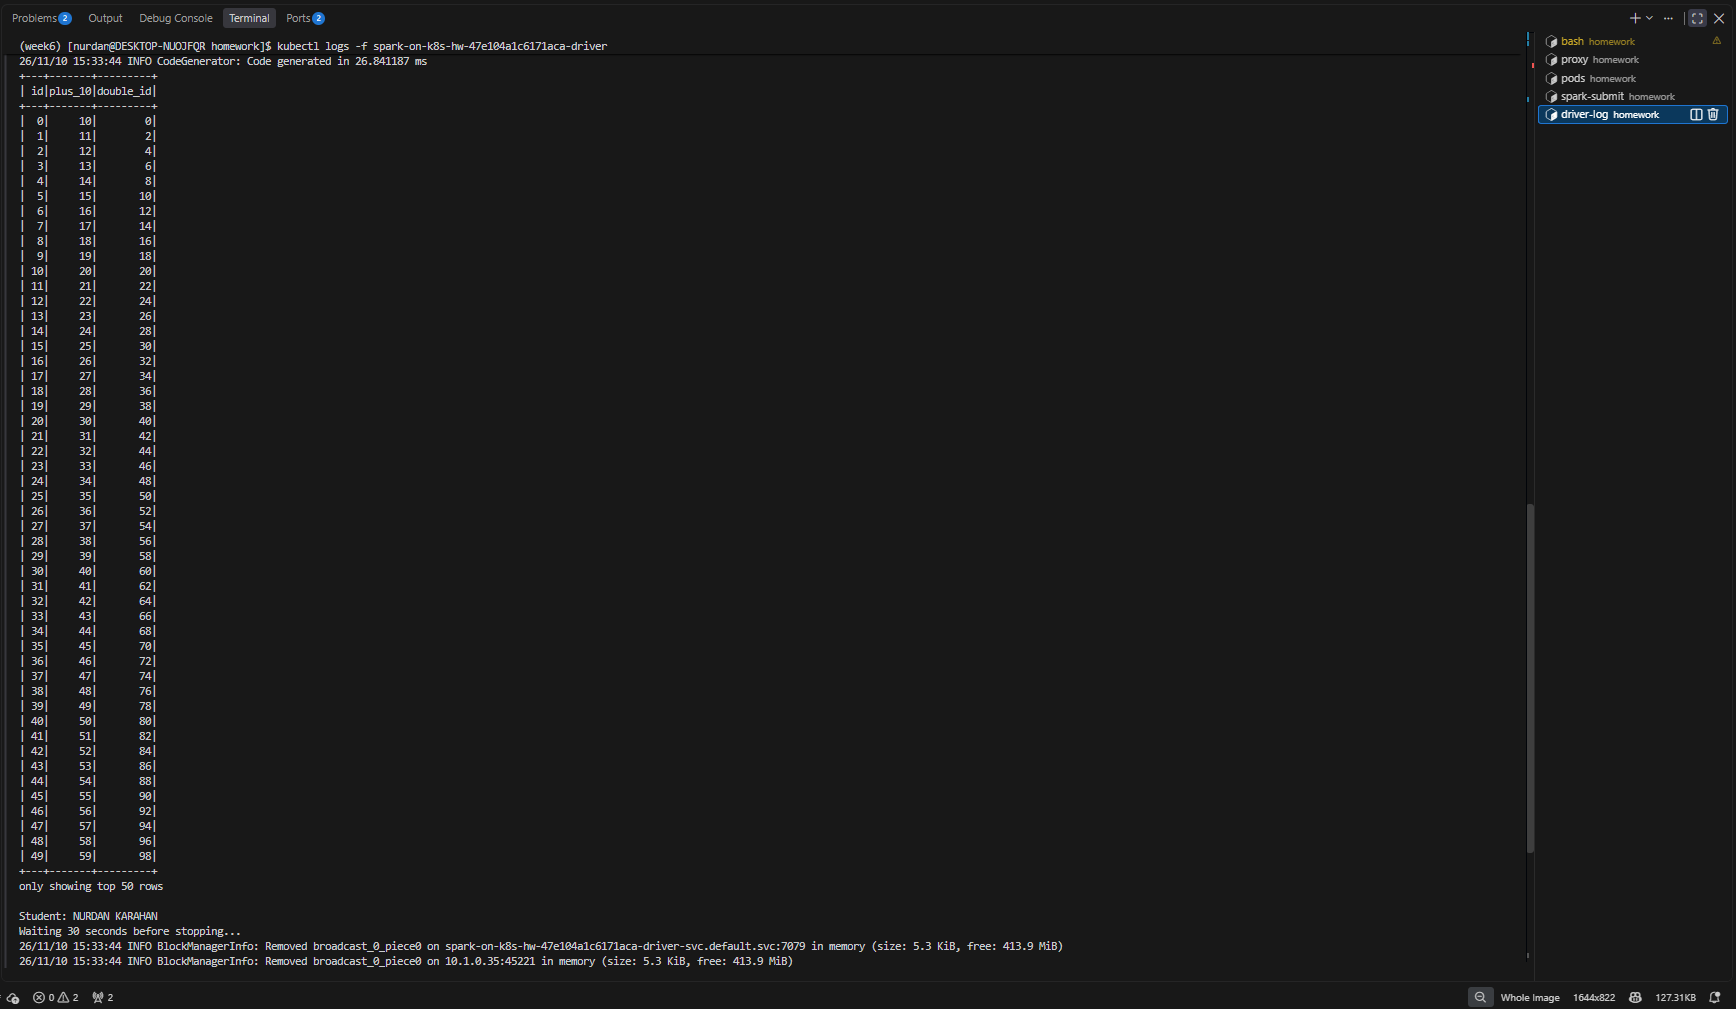 Problems 2 Output Debug Console Terminal Ports 2
(week6) [nurdan@DESKTOP-NUOJFQR homework]$ kubectl logs -f spark-on-k8s-hw-47e104a1c6171aca-driver
26/11/10 15:33:44 INFO CodeGenerator: Code generated in 26.841187 ms
+---+-------+---------+
| id|plus_10|double_id|
+---+-------+---------+
|  0|     10|        0|
|  1|     11|        2|
|  2|     12|        4|
|  3|     13|        6|
|  4|     14|        8|
|  5|     15|       10|
|  6|     16|       12|
|  7|     17|       14|
|  8|     18|       16|
|  9|     19|       18|
| 10|     20|       20|
| 11|     21|       22|
| 12|     22|       24|
| 13|     23|       26|
| 14|     24|       28|
| 15|     25|       30|
| 16|     26|       32|
| 17|     27|       34|
| 18|     28|       36|
| 19|     29|       38|
| 20|     30|       40|
| 21|     31|       42|
| 22|     32|       44|
| 23|     33|       46|
| 24|     34|       48|
| 25|     35|       50|
| 26|     36|       52|
| 27|     37|       54|
| 28|     38|       56|
| 29|     39|       58|
| 30|     40|       60|
| 31|     41|       62|
| 32|     42|       64|
| 33|     43|       66|
| 34|     44|       68|
| 35|     45|       70|
| 36|     46|       72|
| 37|     47|       74|
| 38|     48|       76|
| 39|     49|       78|
| 40|     50|       80|
| 41|     51|       82|
| 42|     52|       84|
| 43|     53|       86|
| 44|     54|       88|
| 45|     55|       90|
| 46|     56|       92|
| 47|     57|       94|
| 48|     58|       96|
| 49|     59|       98|
+---+-------+---------+
only showing top 50 rows
Student: NURDAN KARAHAN
Waiting 30 seconds before stopping...
26/11/10 15:33:44 INFO BlockManagerInfo: Removed broadcast_0_piece0 on spark-on-k8s-hw-47e104a1c6171aca-driver-svc.default.svc:7079 in memory (size: 5.3 KiB, free: 413.9 MiB)
26/11/10 15:33:44 INFO BlockManagerInfo: Removed broadcast_0_piece0 on 10.1.0.35:45221 in memory (size: 5.3 KiB, free: 413.9 MiB)
bash homework
proxy homework
pods homework
spark-submit homework
driver-log homework
0 2 2 Whole Image 1644x822 127.31KB